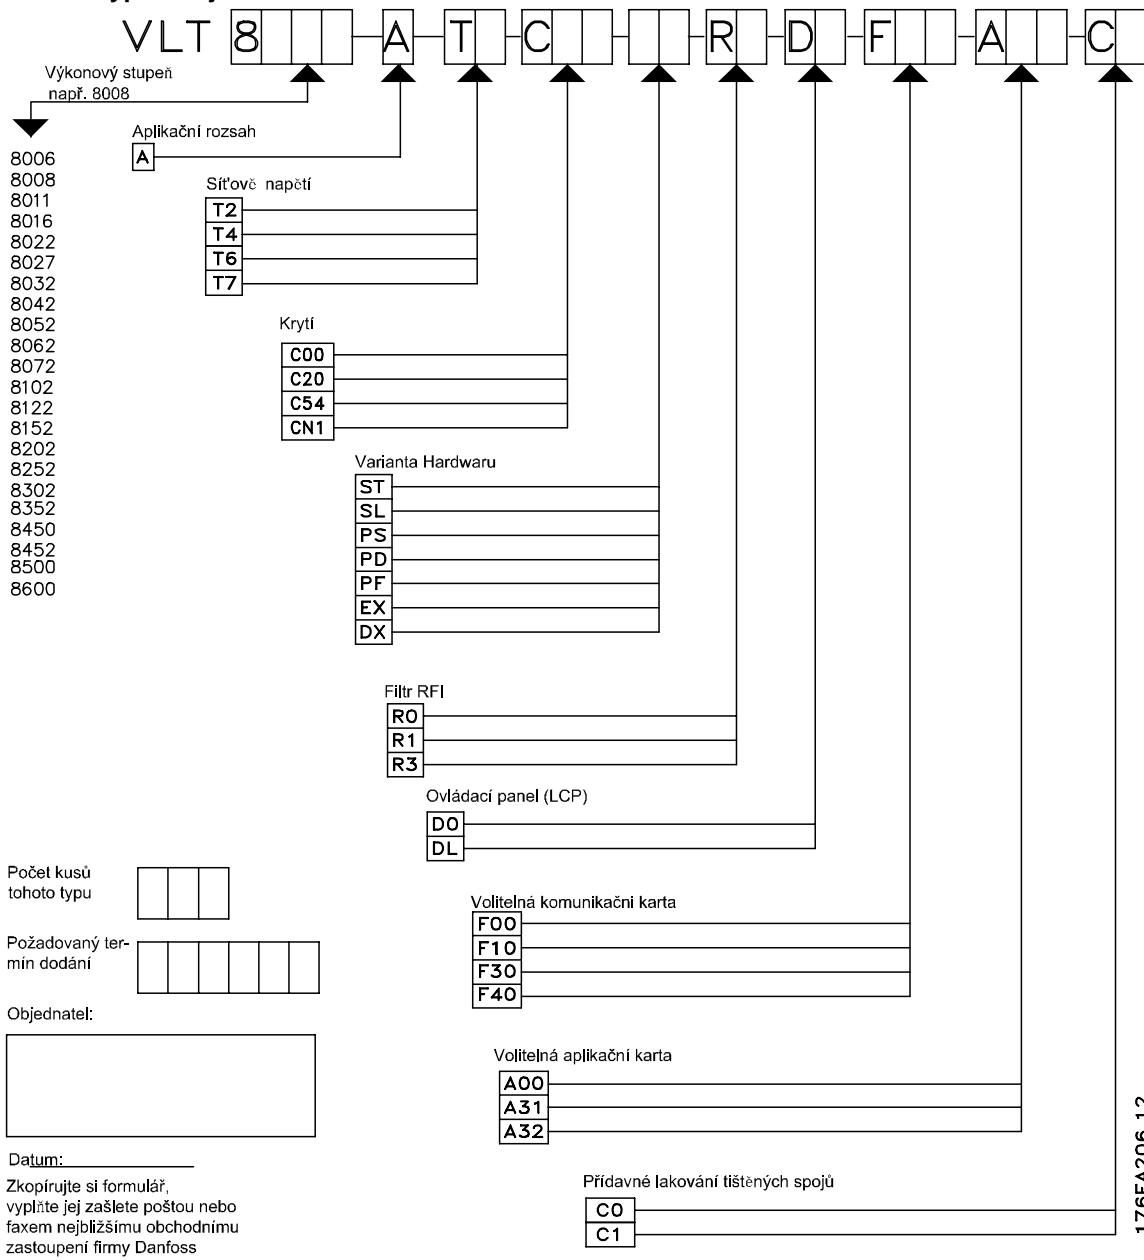 VLT 8 - A - T C R - D - F - A - C
Výkonový stupeň
např. 8008
Aplikační rozsah
A
8006
8008
8011
8016
8022
8027
8032
8042
8052
8062
8072
8102
8122
8152
8202
8252
8302
8352
8450
8452
8500
8600
Síťově napětí
T2
T4
T6
T7
Krytí
C00
C20
C54
CN1
Varianta Hardwaru
ST
SL
PS
PD
PF
EX
DX
Filtr RFI
R0
R1
R3
Ovládací panel (LCP)
D0
DL
Počet kusů
tohoto typu
Volitelná komunikačni karta
F00
F10
F30
F40
Požadovaný ter-
mín dodání
Objednatel:
Volitelná aplikační karta
A00
A31
A32
Datum:
Zkopírujte si formulář,
vyplňte jej zašlete poštou nebo
faxem nejbližšímu obchodnímu
zastoupení firmy Danfoss
Přídavné lakování tištěných spojů
C0
C1
176FA206.12